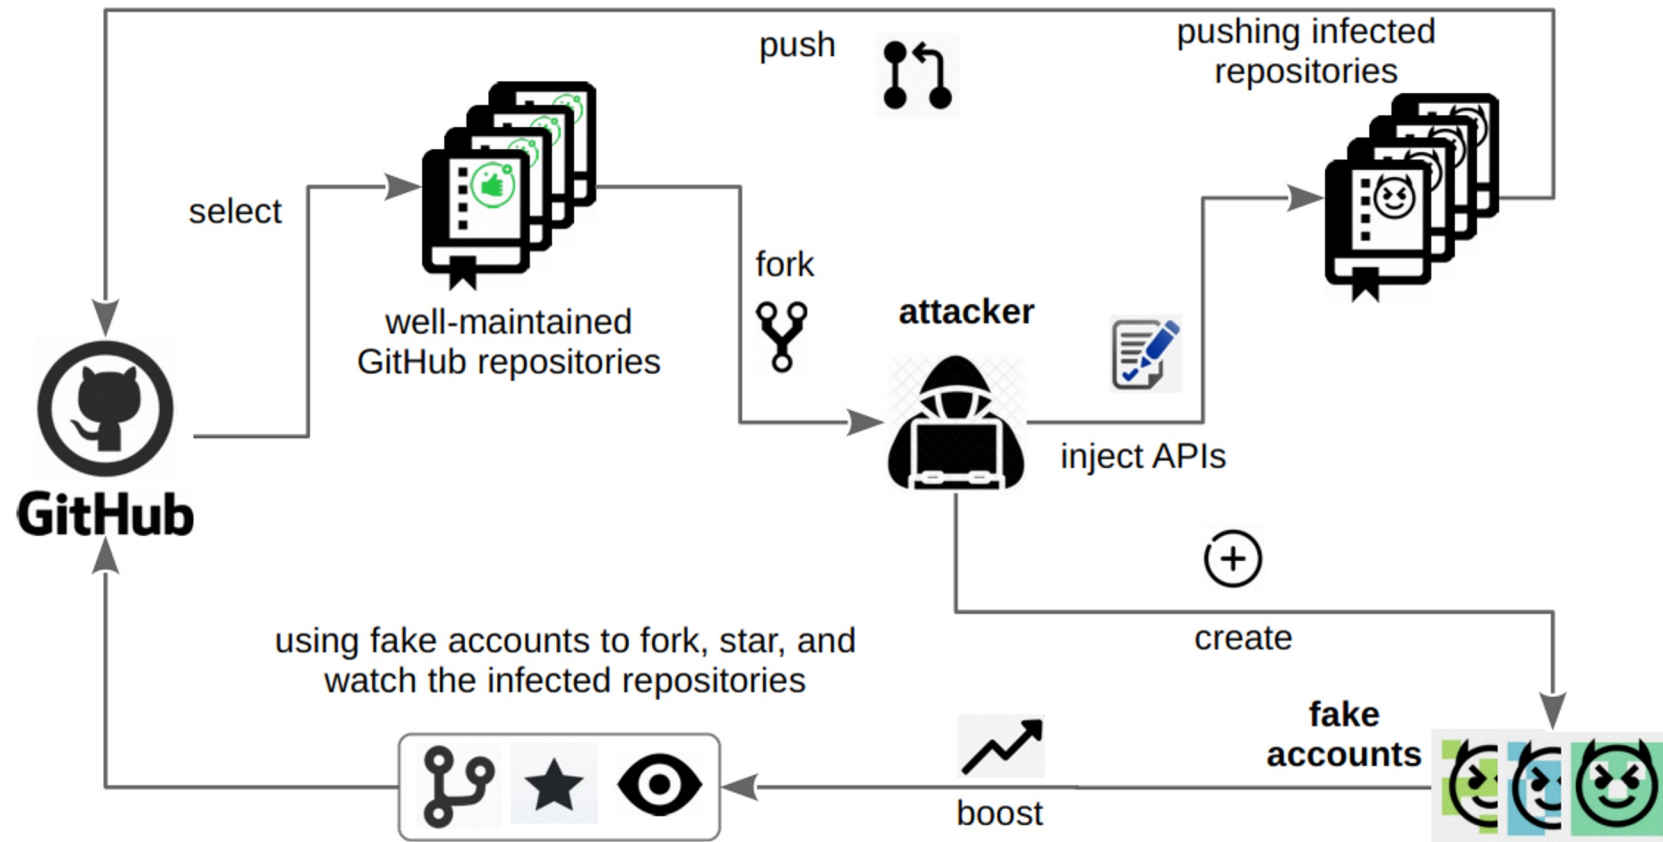 push
pushing infected
repositories
select
well-maintained
GitHub repositories
fork
attacker
inject APIs
GitHub
create
using fake accounts to fork, star, and
watch the infected repositories
fake
accounts
boost